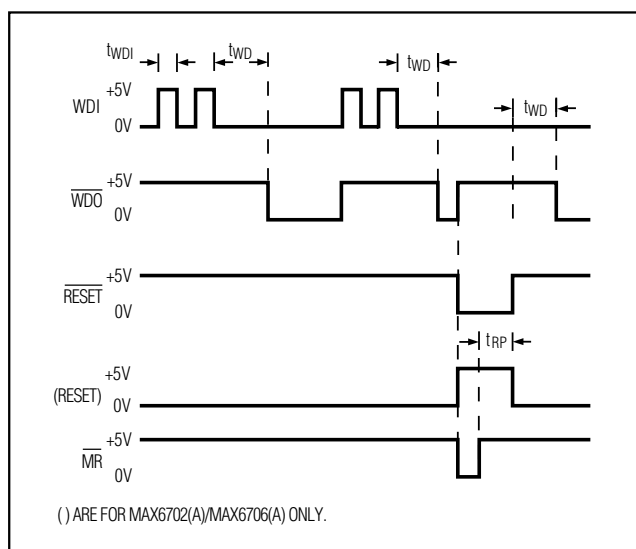 tWDI
tWD
tWD
WDI
+5V
0V
tWD
WDO
+5V
0V
RESET
+5V
0V
tRP
(RESET)
+5V
0V
MR
+5V
0V
( ) ARE FOR MAX6702(A)/MAX6706(A) ONLY.